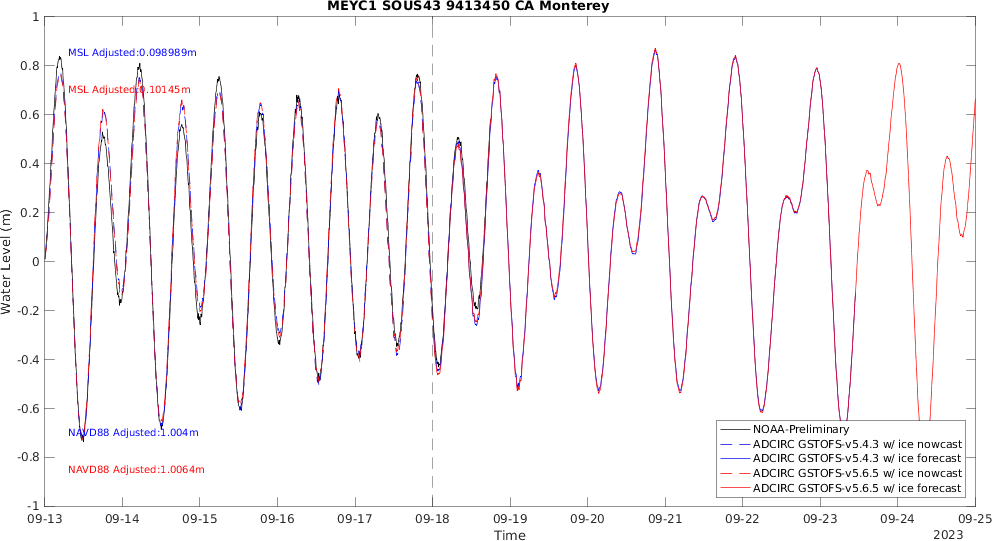 MEYC1 SOUS43 9413450 CA Monterey
1
0.8
0.6
0.4
0.2
0
-0.2
-0.4
-0.6
-0.8
-1
Water Level (m)
MSL Adjusted:0.098989m
MSL Adjusted:0.10145m
NAVD88 Adjusted:1.004m
NAVD88 Adjusted:1.0064m
NOAA-Preliminary
ADCIRC GSTOFS-v5.4.3 w/ ice nowcast
ADCIRC GSTOFS-v5.4.3 w/ ice forecast
ADCIRC GSTOFS-v5.6.5 w/ ice nowcast
ADCIRC GSTOFS-v5.6.5 w/ ice forecast
09-13 09-14 09-15 09-16 09-17 09-18 09-19 09-20 09-21 09-22 09-23 09-24 09-25
Time
2023